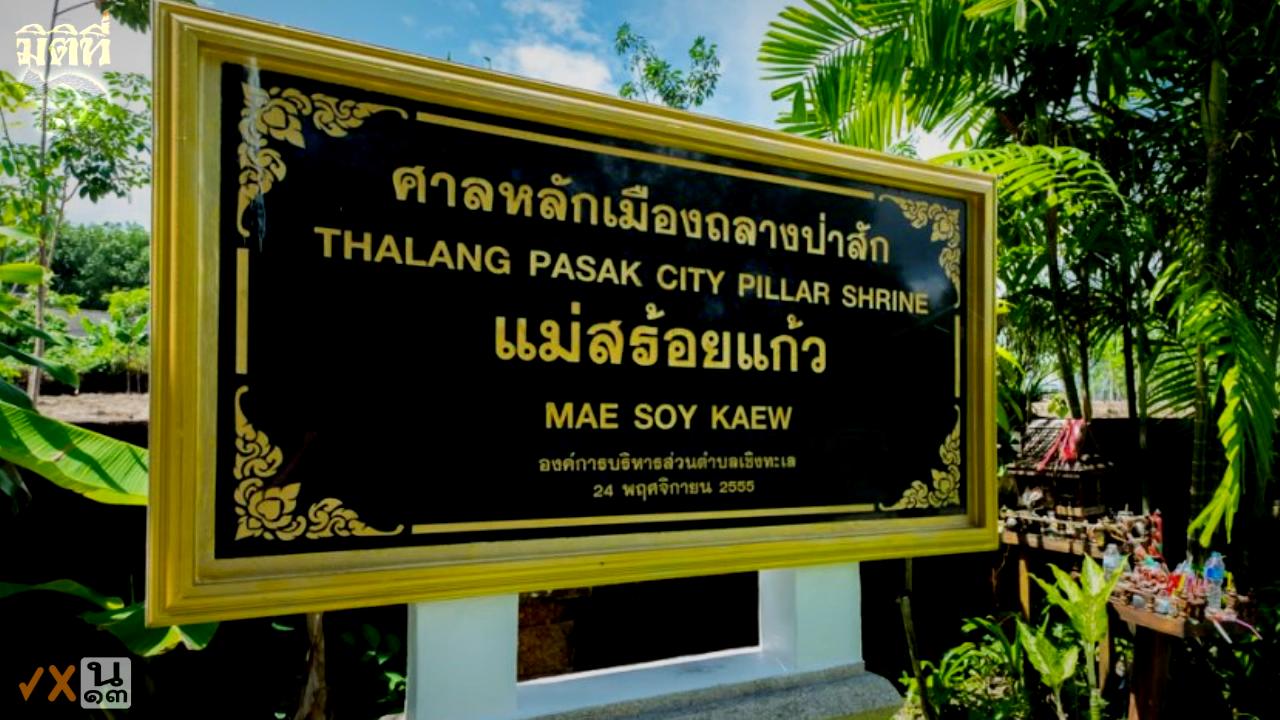 มิติที่
ศาลหลักเมืองถลางป่าสัก
THALANG PASAK CITY PILLAR SHRINE
แม่สร้อยแก้ว
MAE SOY KAEW
องค์การบริหารส่วนตำบลเชิงทะเล
24 พฤศจิกายน 2555
✓X น ๑๓